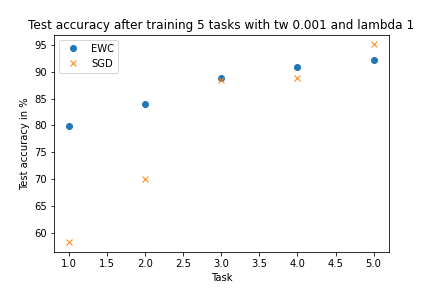 Test accuracy after training 5 tasks with tw 0.001 and lambda 1
EWC
SGD
Test accuracy in %
95
90
85
80
75
70
65
60
1.0 1.5 2.0 2.5 3.0 3.5 4.0 4.5 5.0
Task